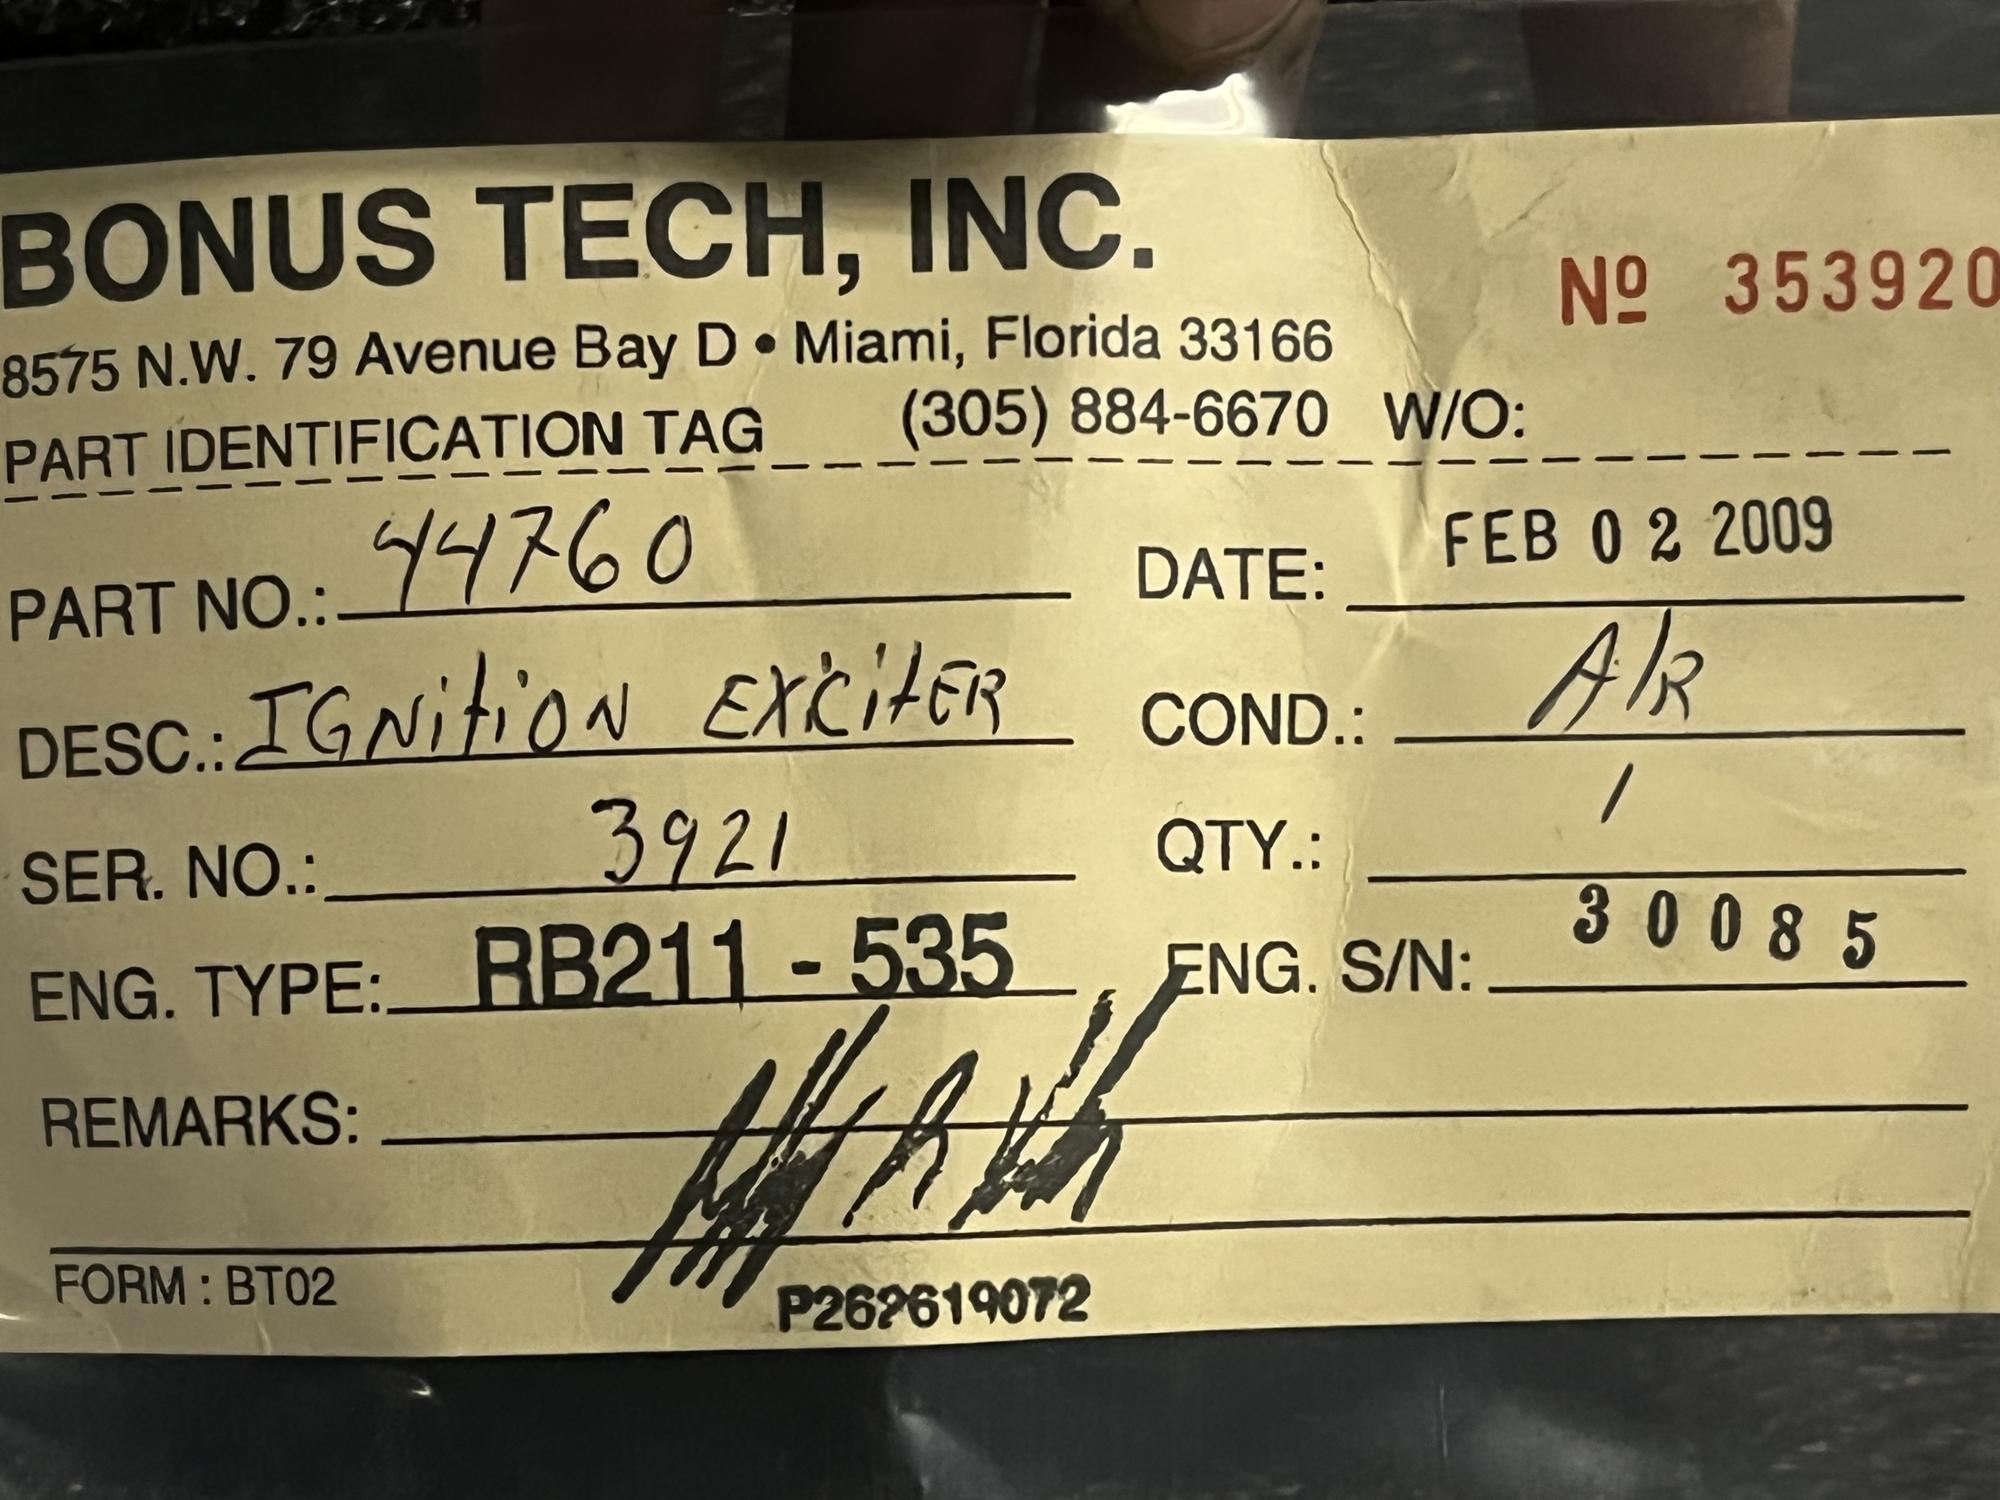 BONUS TECH, INC.
Nº 353920
8575 N.W. 79 Avenue Bay D • Miami, Florida 33166
PART IDENTIFICATION TAG (305) 884-6670 W/O:
PART NO.: 44760 DATE: FEB 02 2009
DESC.: IGNitiON EXCitER COND.: A/R
SER. NO.: 3921 QTY.: 1
ENG. TYPE: RB211 - 535 ENG. S/N: 30085
REMARKS:
FORM : BT02 P262619072